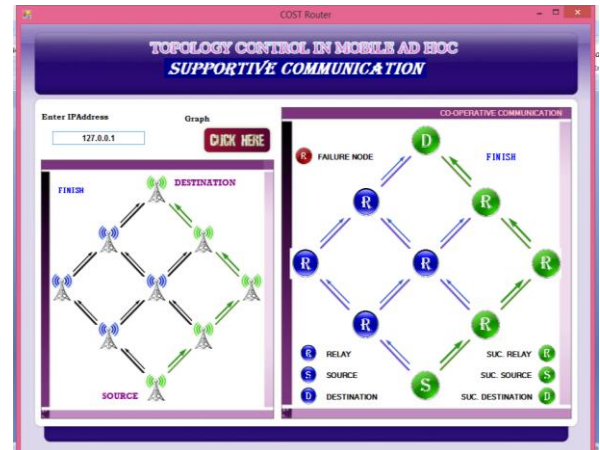 COST Router
TOPOLOGY CONTROL IN MOBILE AD HOC
SUPPORTIVE COMMUNICATION
Enter IPAddress
Graph
127.0.0.1
CLICK HERE
FINISH
DESTINATION
SOURCE
CO-OPERATIVE COMMUNICATION
R FAILURE NODE
FINISH
D
R R
R R R
R R
S
R RELAY
S SOURCE
D DESTINATION
SUC. RELAY R
SUC. SOURCE S
SUC. DESTINATION D